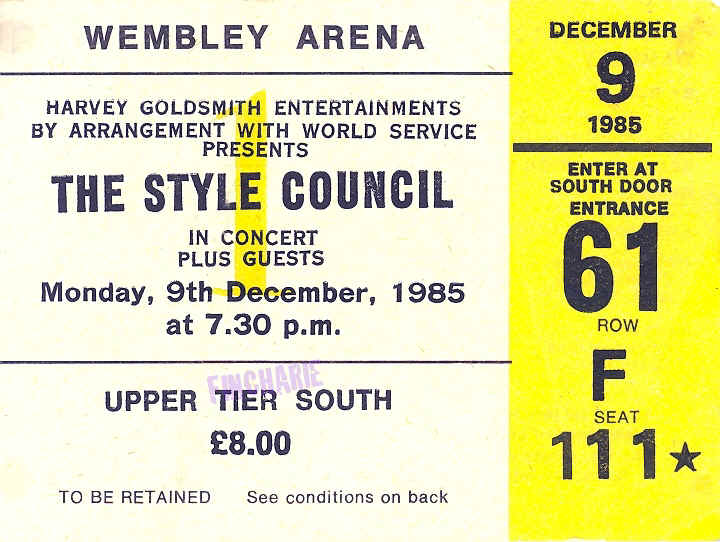 WEMBLEY ARENA
HARVEY GOLDSMITH ENTERTAINMENTS
BY ARRANGEMENT WITH WORLD SERVICE
PRESENTS
THE STYLE COUNCIL
IN CONCERT
PLUS GUESTS
Monday, 9th December, 1985
at 7.30 p.m.
UPPER TIER SOUTH
£8.00
TO BE RETAINED See conditions on back
1
DECEMBER
9
1985
ENTER AT
SOUTH DOOR
ENTRANCE
61
ROW
F
SEAT
111★